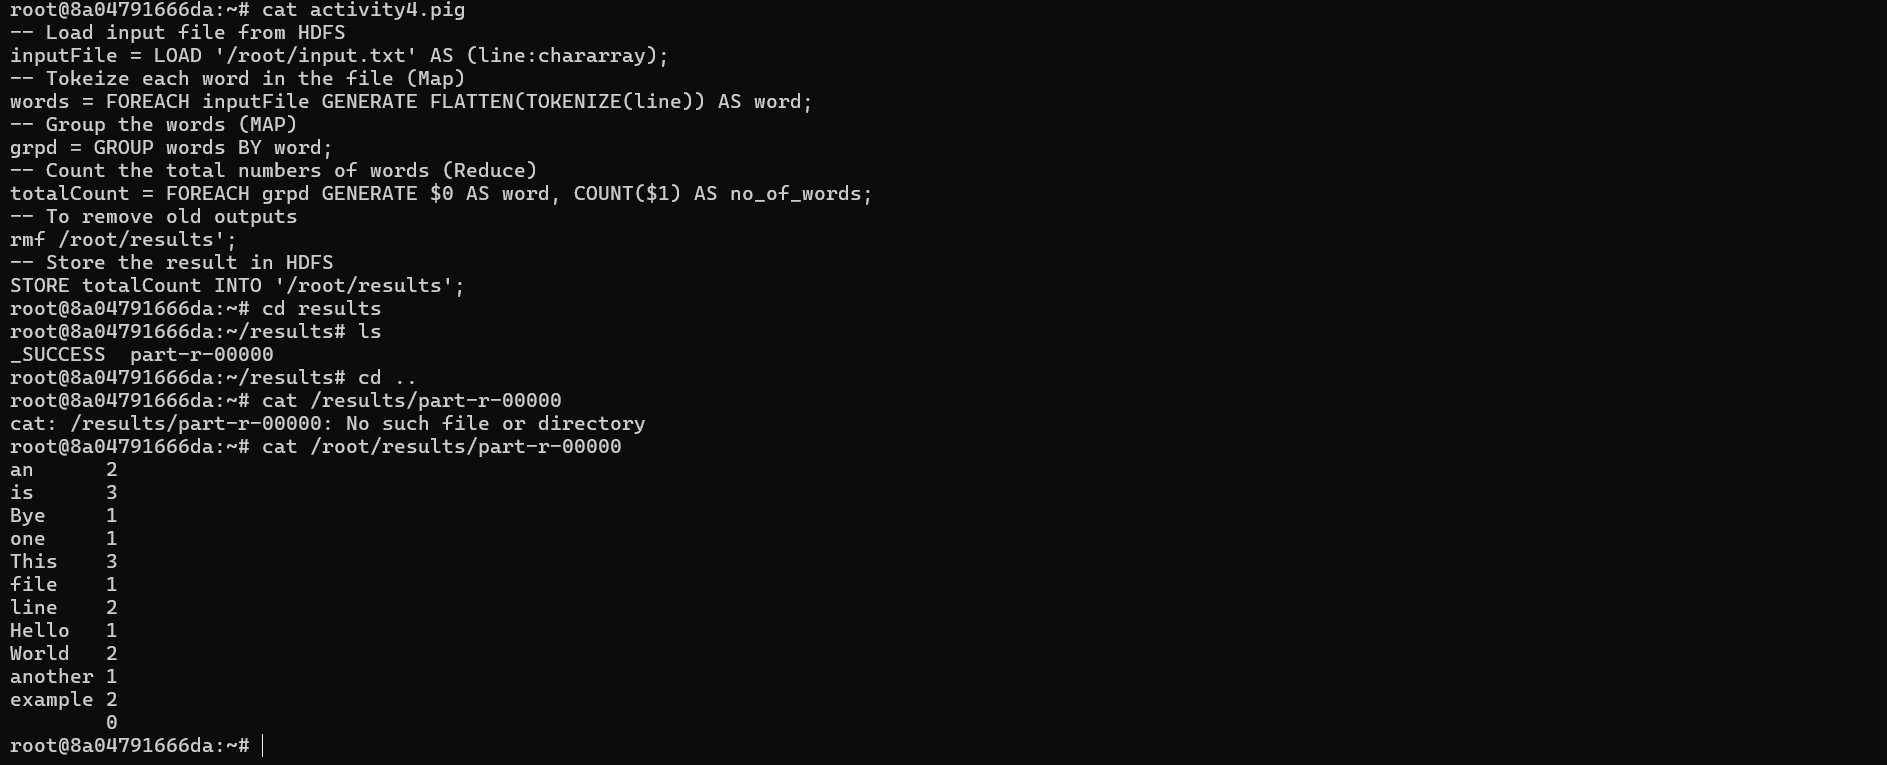 root@8a04791666da:~# cat activity4.pig
-- Load input file from HDFS
inputFile = LOAD '/root/input.txt' AS (line:chararray);
-- Tokeize each word in the file (Map)
words = FOREACH inputFile GENERATE FLATTEN(TOKENIZE(line)) AS word;
-- Group the words (MAP)
grpd = GROUP words BY word;
-- Count the total numbers of words (Reduce)
totalCount = FOREACH grpd GENERATE $0 AS word, COUNT($1) AS no_of_words;
-- To remove old outputs
rmf /root/results';
-- Store the result in HDFS
STORE totalCount INTO '/root/results';
root@8a04791666da:~# cd results
root@8a04791666da:~/results# ls
_SUCCESS  part-r-00000
root@8a04791666da:~/results# cd ..
root@8a04791666da:~# cat /results/part-r-00000
cat: /results/part-r-00000: No such file or directory
root@8a04791666da:~# cat /root/results/part-r-00000
an      2
is      3
Bye     1
one     1
This    3
file    1
line    2
Hello   1
World   2
another 1
example 2
        0
root@8a04791666da:~#